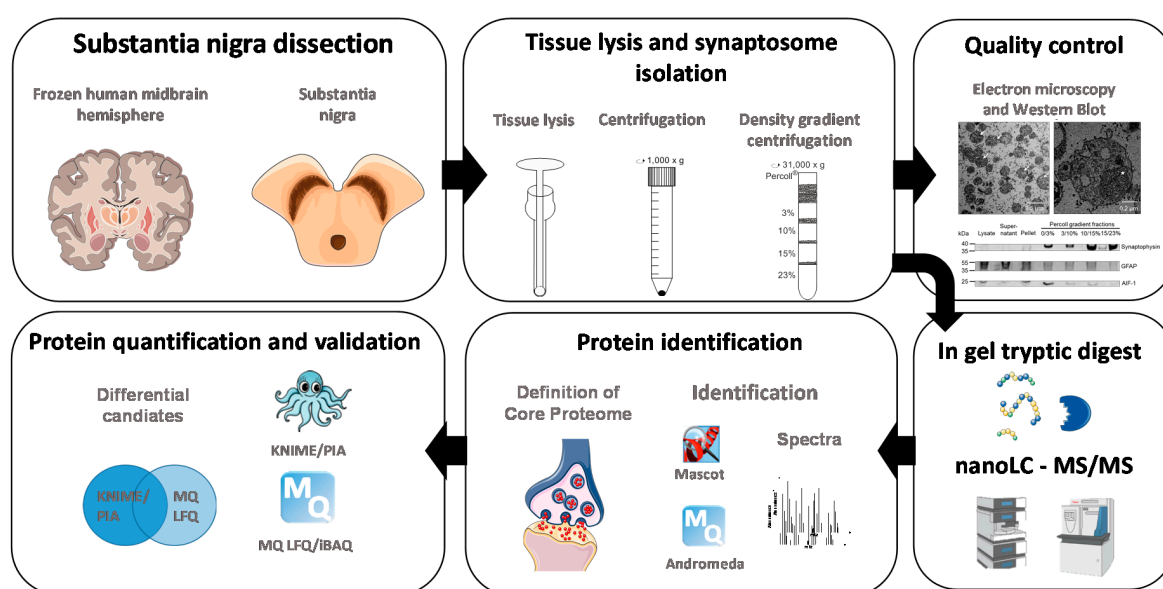 Substantia nigra dissection
Frozen human midbrain
hemisphere
Substantia
nigra
Tissue lysis and synaptosome
isolation
Tissue lysis
Centrifugation
Density gradient
centrifugation
1,000 x g
31,000 x g
Percoll®
3%
10%
15%
23%
Quality control
Electron microscopy
and Western Blot
0.2 µm
kDa
Lysate
Super-
natant
Pellet
Percoll gradient fractions
0/3%
3/10%
10/15%
15/23%
40
35
Synaptophysin
55
35
GFAP
25
AIF-1
In gel tryptic digest
nanoLC - MS/MS
Protein identification
Definition of
Core Proteome
Identification
Mascot
Spectra
MQ
Andromeda
Protein quantification and validation
Differential
candiates
KNIME/PIA
KNIME/
PIA
MQ
LFQ
MQ
MQ LFQ/iBAQ